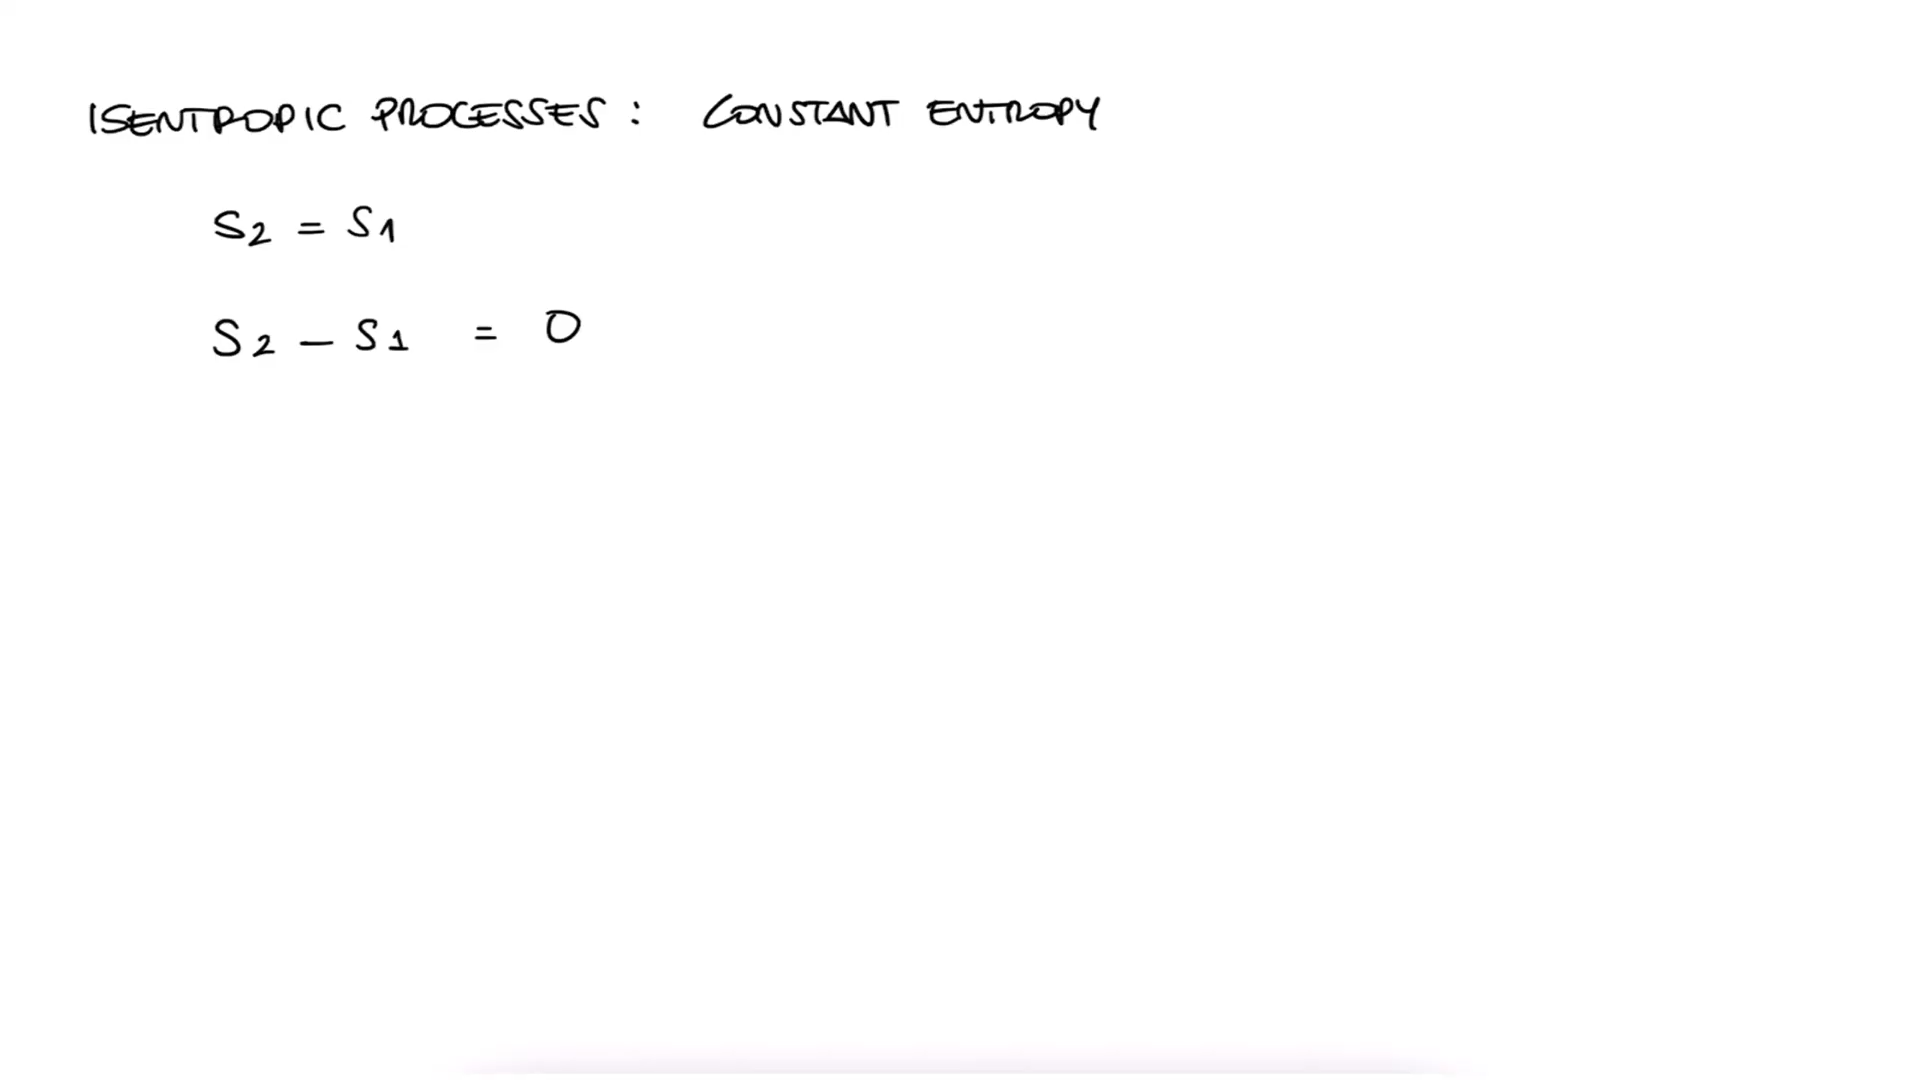 ISENTROPIC PROCESSES: CONSTANT ENTROPY
S₂ = S₁
S₂ − S₁ = 0